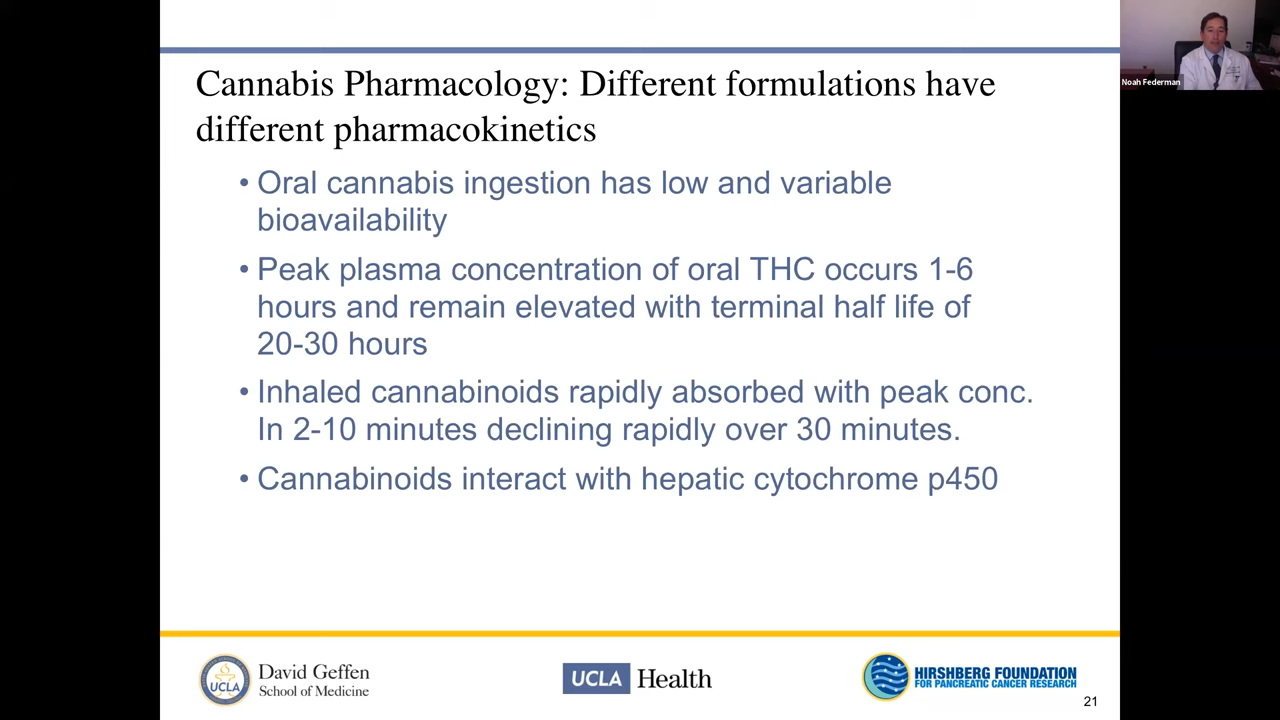 Noah Federman
Cannabis Pharmacology: Different formulations have
different pharmacokinetics
• Oral cannabis ingestion has low and variable
bioavailability
• Peak plasma concentration of oral THC occurs 1-6
hours and remain elevated with terminal half life of
20-30 hours
• Inhaled cannabinoids rapidly absorbed with peak conc.
In 2-10 minutes declining rapidly over 30 minutes.
• Cannabinoids interact with hepatic cytochrome p450
UCLA
David Geffen
School of Medicine
UCLA Health
HIRSHBERG FOUNDATION
FOR PANCREATIC CANCER RESEARCH
21